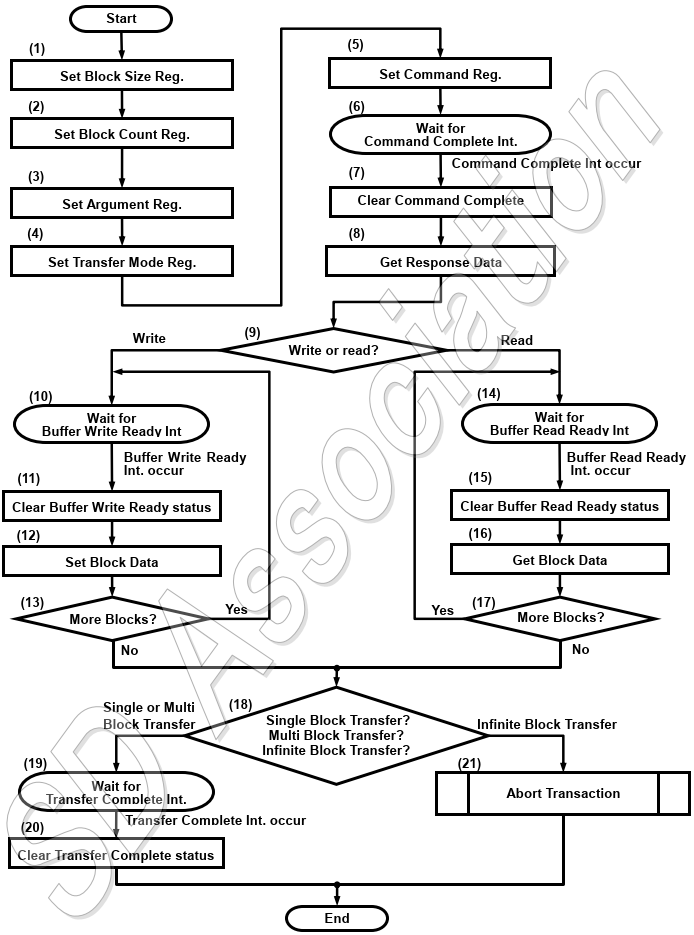 Start
(1)
Set Block Size Reg.
(2)
Set Block Count Reg.
(3)
Set Argument Reg.
(4)
Set Transfer Mode Reg.
(5)
Set Command Reg.
(6)
Wait for
Command Complete Int.
Command Complete Int occur
(7)
Clear Command Complete
(8)
Get Response Data
(9)
Write or read?
Write
Read
(10)
Wait for
Buffer Write Ready Int
Buffer Write Ready
Int. occur
(11)
Clear Buffer Write Ready status
(12)
Set Block Data
(13)
More Blocks?
Yes
No
(14)
Wait for
Buffer Read Ready Int
Buffer Read Ready
Int. occur
(15)
Clear Buffer Read Ready status
(16)
Get Block Data
(17)
More Blocks?
Yes
No
(18)
Single Block Transfer?
Multi Block Transfer?
Infinite Block Transfer?
Single or Multi
Block Transfer
Infinite Block Transfer
(19)
Wait for
Transfer Complete Int.
Transfer Complete Int. occur
(20)
Clear Transfer Complete status
(21)
Abort Transaction
End
SD Association